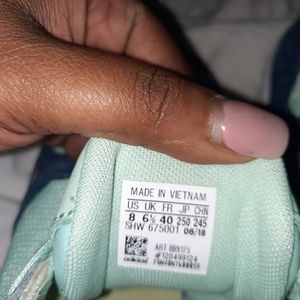 MADE IN VIETNAM
US UK FR JP CHN
8 6½ 40 250 245
SHW 675001 06/18
ART BB9175
#120499124